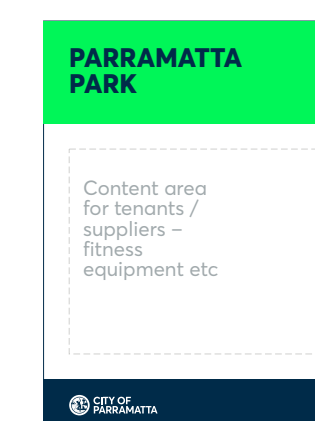 PARRAMATTA
PARK
Content area
for tenants /
suppliers –
fitness
equipment etc
CITY OF
PARRAMATTA